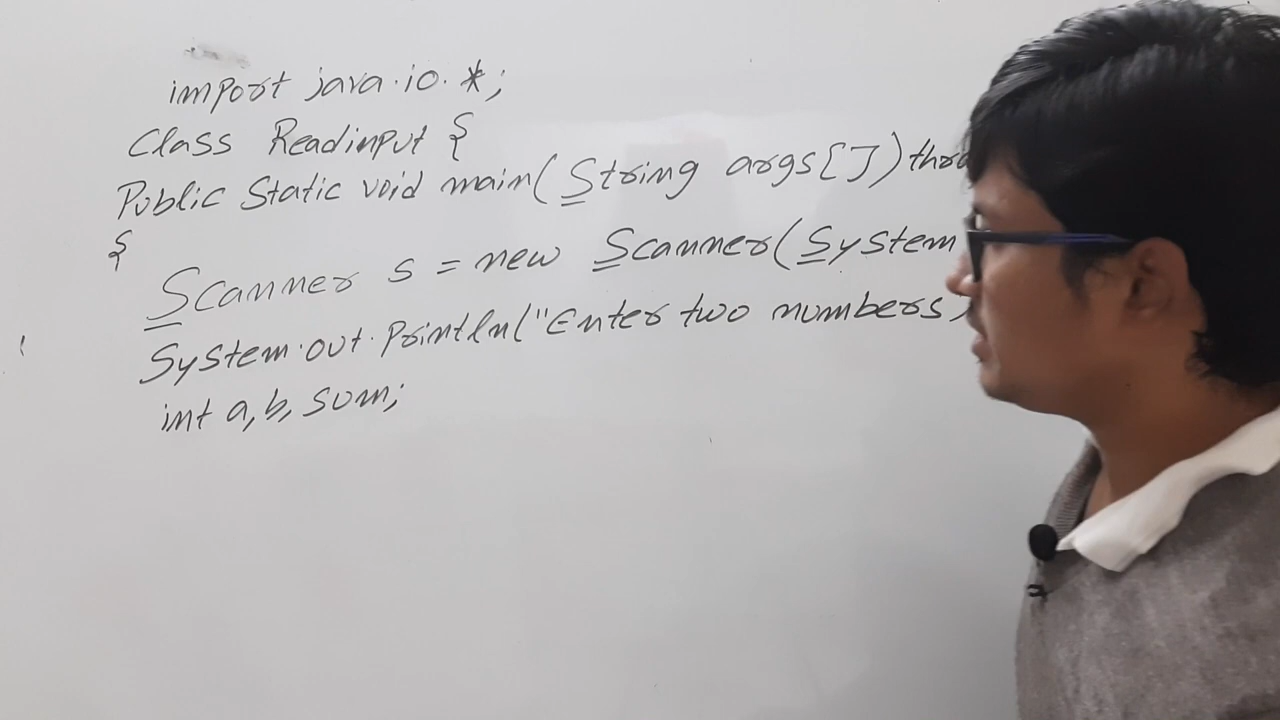 import java.io.*;
Class Readinput {
Public Static void main(String args[])thro
{
Scanner s = new Scanner(System
System.out.Println("Enter two numbers
int a, b, sum;